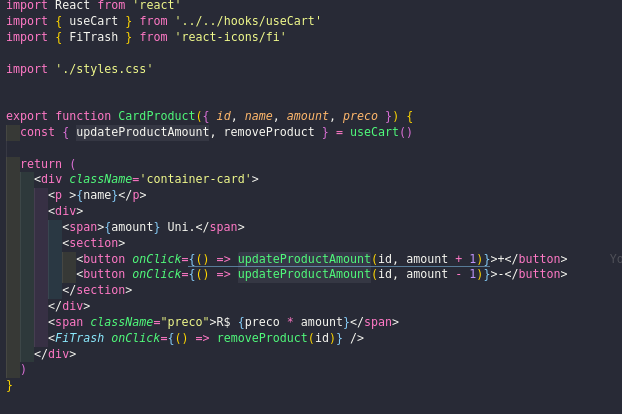 import React from 'react'
import { useCart } from '../../hooks/useCart'
import { FiTrash } from 'react-icons/fi'

import './styles.css'


export function CardProduct({ id, name, amount, preco }) {
  const { updateProductAmount, removeProduct } = useCart()

  return (
    <div className='container-card'>
      <p >{name}</p>
      <div>
        <span>{amount} Uni.</span>
        <section>
          <button onClick={() => updateProductAmount(id, amount + 1)}>+</button>
          <button onClick={() => updateProductAmount(id, amount - 1)}>-</button>
        </section>
      </div>
      <span className="preco">R$ {preco * amount}</span>
      <FiTrash onClick={() => removeProduct(id)} />
    </div>
  )
}